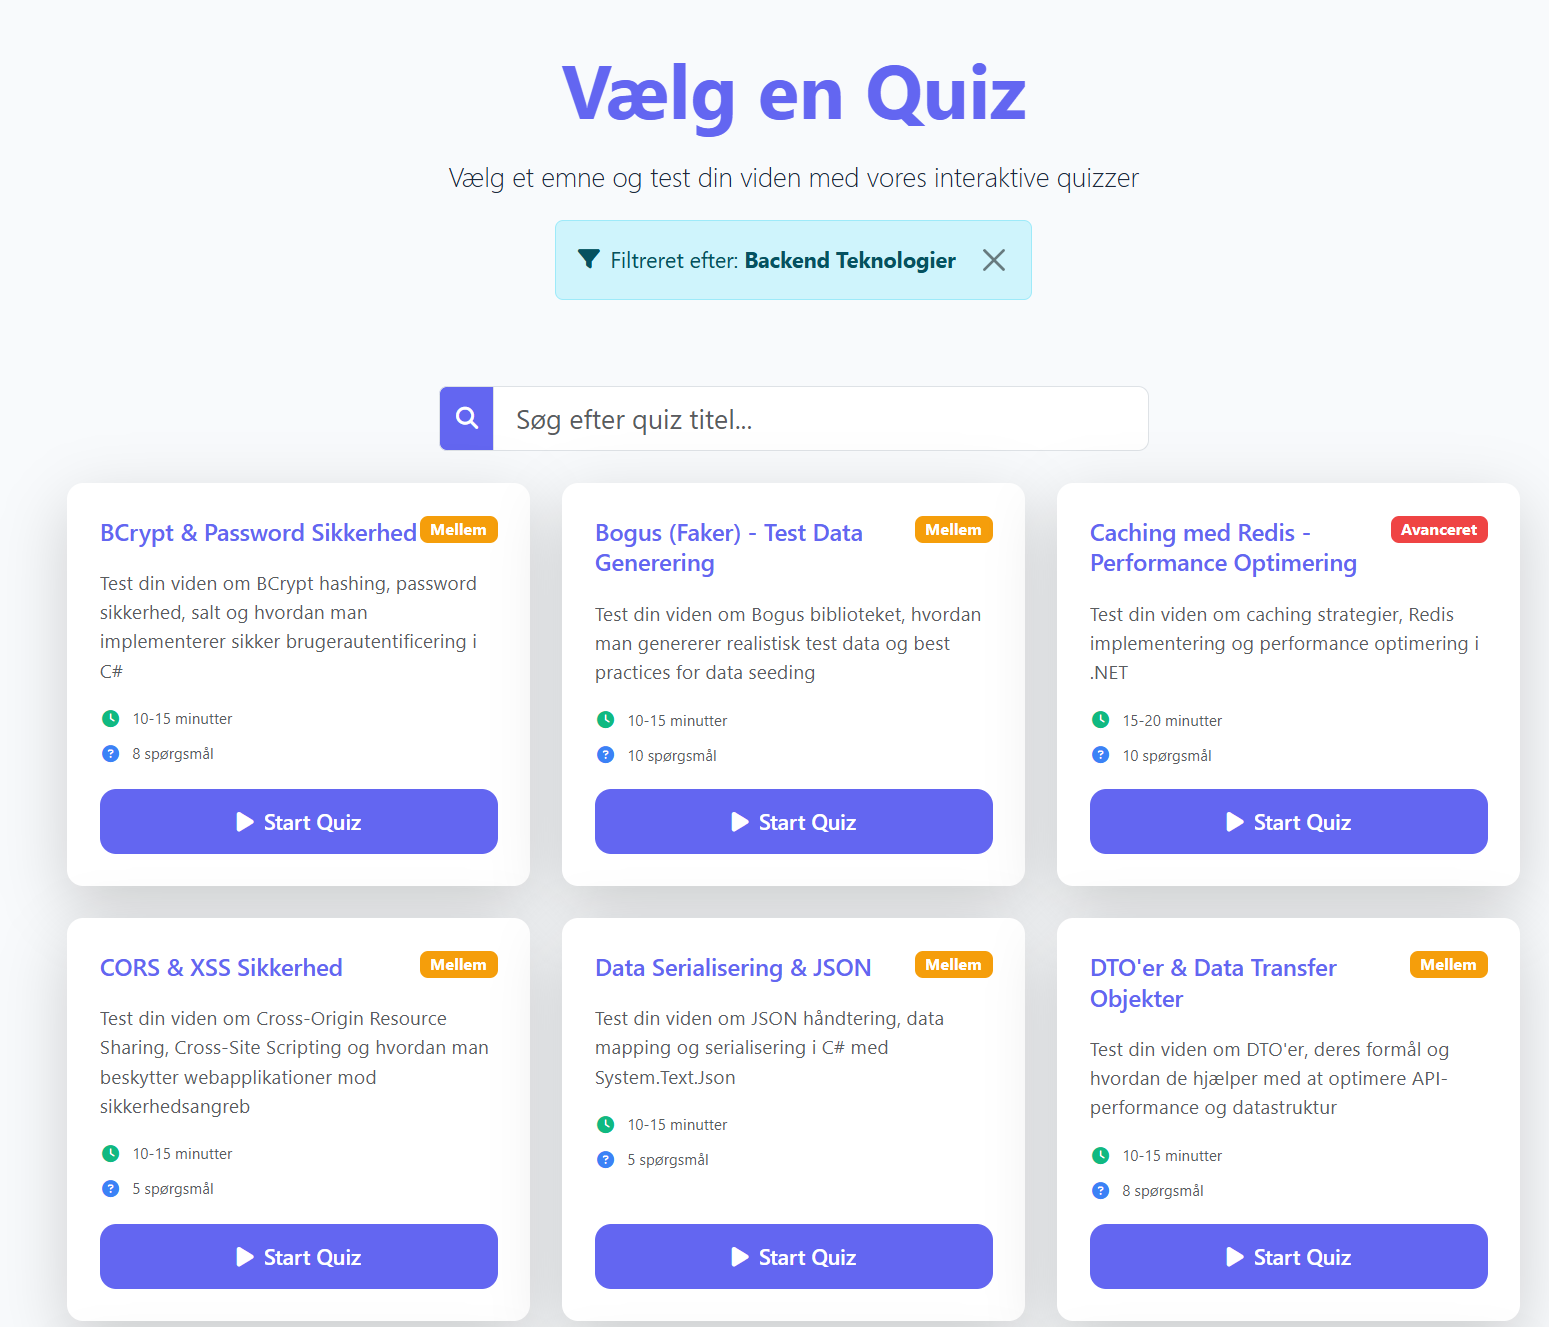 Vælg en Quiz
Vælg et emne og test din viden med vores interaktive quizzer
Filtreret efter: Backend Teknologier
Søg efter quiz titel...
BCrypt & Password Sikkerhed
Mellem
Test din viden om BCrypt hashing, password
sikkerhed, salt og hvordan man
implementerer sikker brugerautentificering i
C#
10-15 minutter
8 spørgsmål
Start Quiz
Bogus (Faker) - Test Data
Generering
Mellem
Test din viden om Bogus biblioteket, hvordan
man genererer realistisk test data og best
practices for data seeding
10-15 minutter
10 spørgsmål
Start Quiz
Caching med Redis -
Performance Optimering
Avanceret
Test din viden om caching strategier, Redis
implementering og performance optimering i
.NET
15-20 minutter
10 spørgsmål
Start Quiz
CORS & XSS Sikkerhed
Mellem
Test din viden om Cross-Origin Resource
Sharing, Cross-Site Scripting og hvordan man
beskytter webapplikationer mod
sikkerhedsangreb
10-15 minutter
5 spørgsmål
Start Quiz
Data Serialisering & JSON
Mellem
Test din viden om JSON håndtering, data
mapping og serialisering i C# med
System.Text.Json
10-15 minutter
5 spørgsmål
Start Quiz
DTO'er & Data Transfer
Objekter
Mellem
Test din viden om DTO'er, deres formål og
hvordan de hjælper med at optimere API-
performance og datastruktur
10-15 minutter
8 spørgsmål
Start Quiz